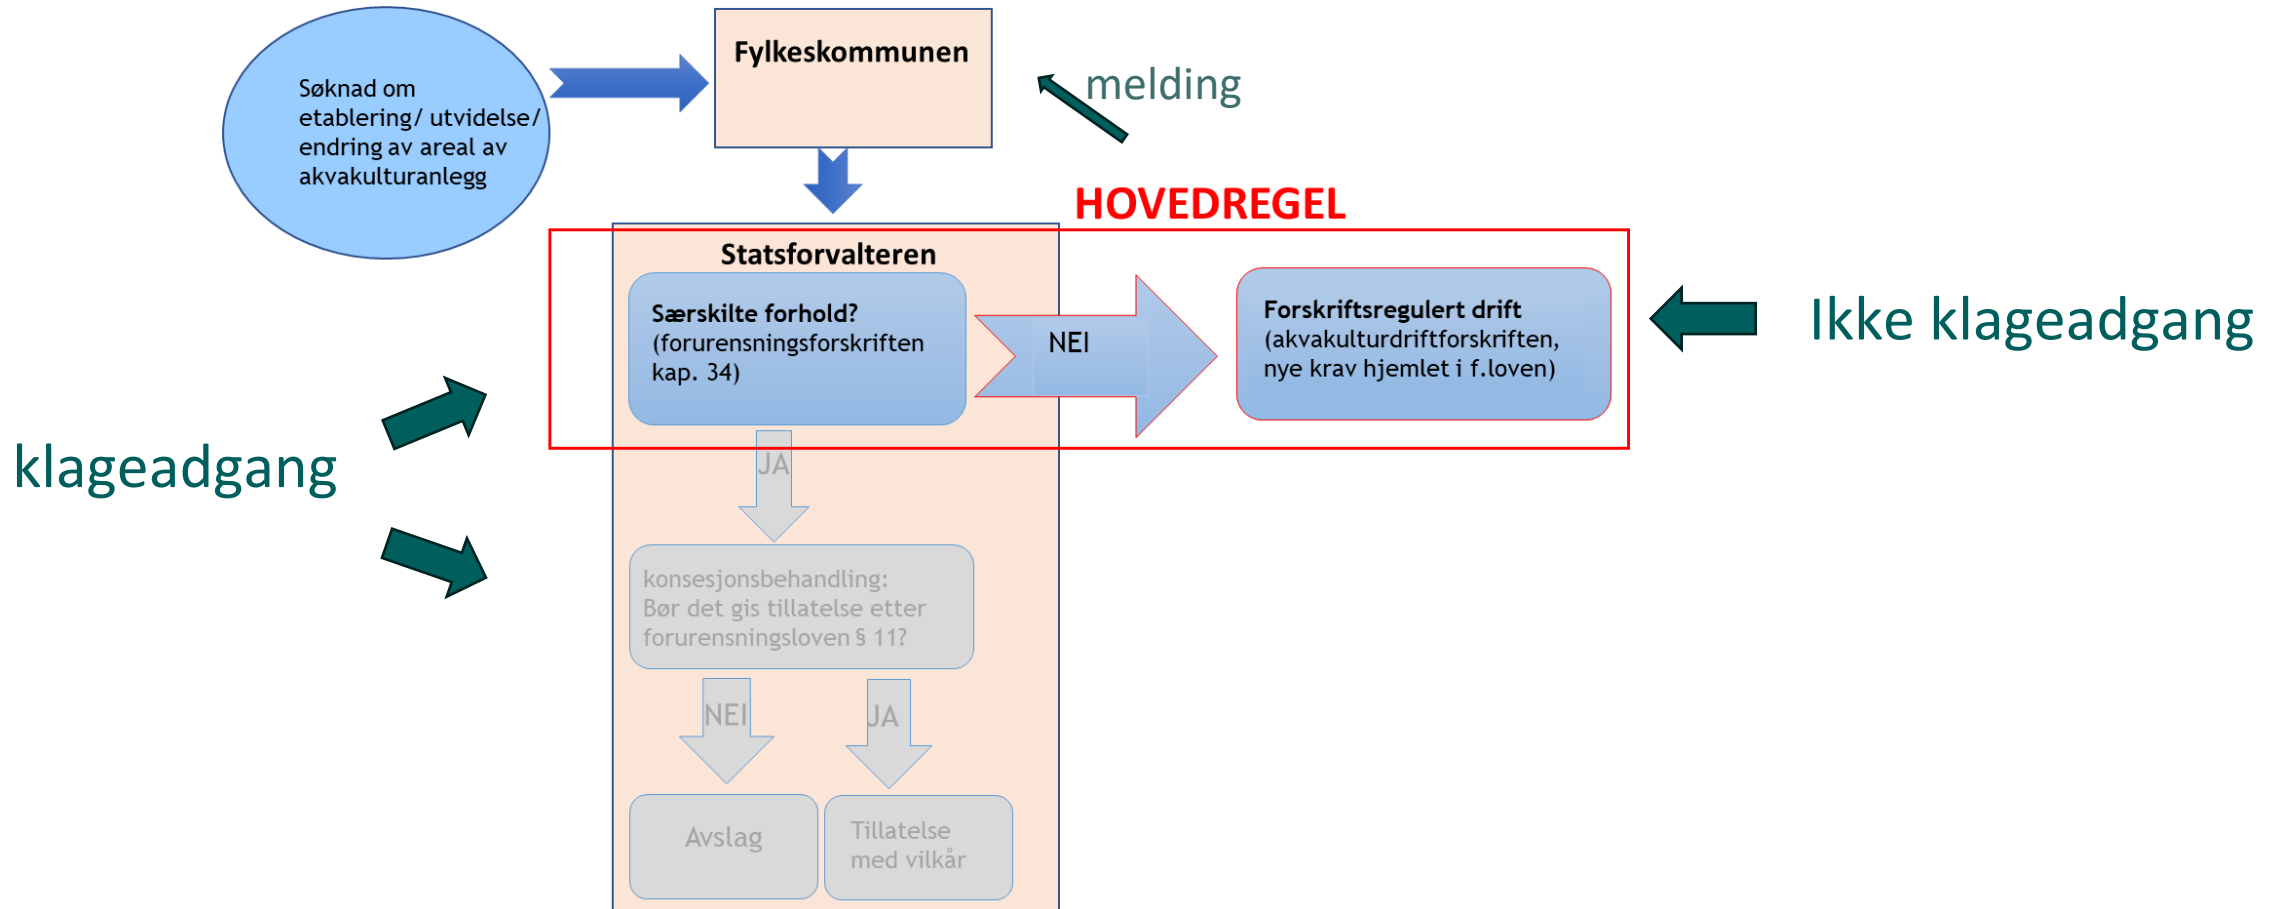 Søknad om
etablering/ utvidelse/
endring av areal av
akvakulturanlegg
Fylkeskommunen
melding
HOVEDREGEL
Statsforvalteren
Særskilte forhold?
(forurensningsforskriften
kap. 34)
NEI
Forskriftsregulert drift
(akvakulturdriftforskriften,
nye krav hjemlet i f.loven)
Ikke klageadgang
klageadgang
JA
konsesjonsbehandling:
Bør det gis tillatelse etter
forurensningsloven § 11?
NEI
JA
Avslag
Tillatelse
med vilkår